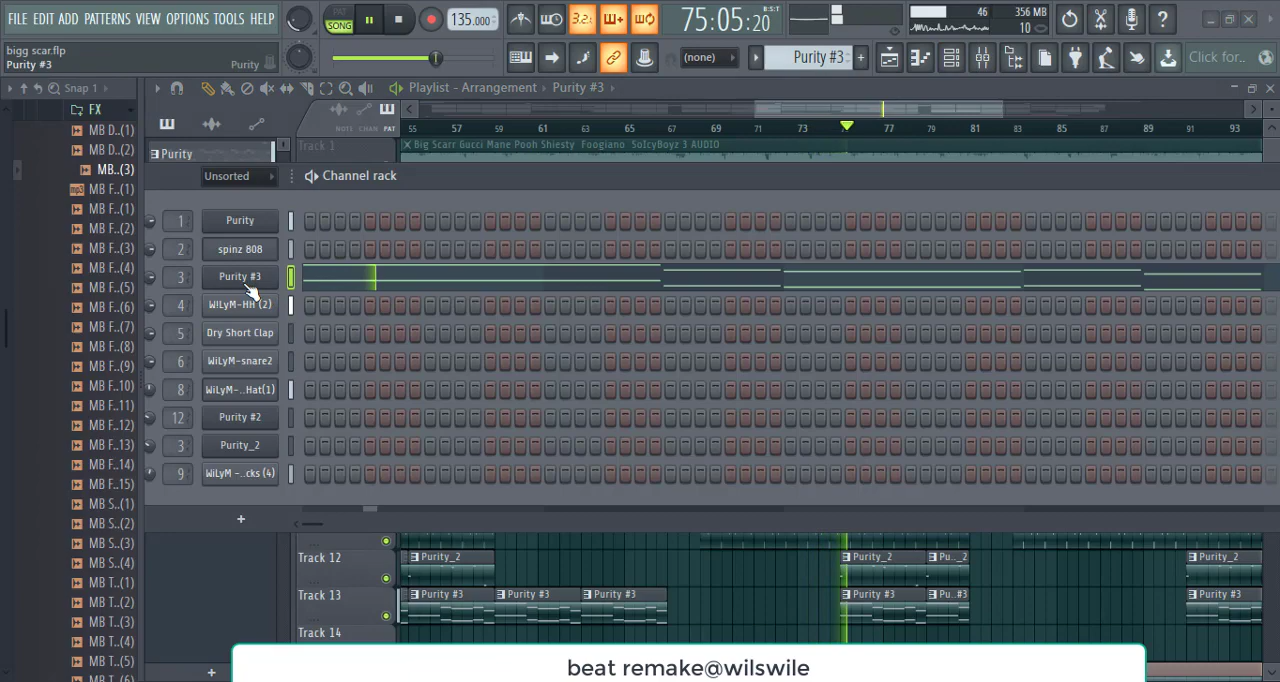 FILE EDIT ADD PATTERNS VIEW OPTIONS TOOLS HELP
PAT
SONG
135.000
3.2
75:05:20
B:S:T
46
356 MB
10
bigg scar.flp
Purity #3
Purity
(none)
Purity #3
Click for..
Snap 1
Playlist - Arrangement
Purity #3
FX
MB D..(1)
MB D..(2)
MB..(3)
MB F..(1)
MB F..(1)
MB F..(2)
MB F..(3)
MB F..(4)
MB F..(5)
MB F..(6)
MB F..(7)
MB F..(8)
MB F..(9)
MB F..10)
MB F..11)
MB F..12)
MB F..13)
MB F..14)
MB F..15)
MB S..(1)
MB S..(2)
MB S..(3)
MB S..(4)
MB T..(1)
MB T..(2)
MB T..(3)
MB T..(4)
MB T..(5)
MB T..(6)
NOTE CHAN PAT
55 57 59 61 63 65 67 69 71 73 75 77 79 81 83 85 87 89 91 93
Purity
Track 1
Big Scarr Gucci Mane Pooh Shiesty Foogiano SoIcyBoyz 3 AUDIO
Unsorted
Channel rack
1 Purity
2 spinz 808
3 Purity #3
4 WiLyM-HH (2)
5 Dry Short Clap
6 WiLyM-snare2
8 WiLyM-..Hat(1)
12 Purity #2
3 Purity_2
9 WiLyM -..cks (4)
Track 12
Purity_2
Purity_2
Pu.._2
Purity_2
Track 13
Purity #3
Purity #3
Purity #3
Purity #3
Pu..#3
Purity #3
Track 14
beat remake@wilswile